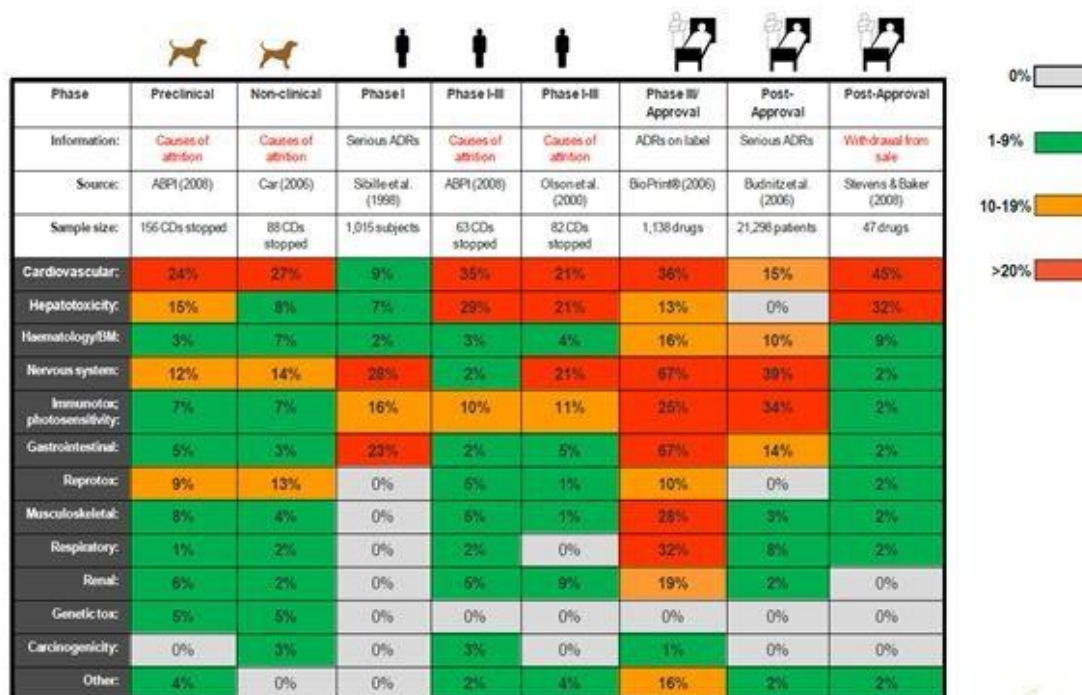 Phase Preclinical Non-clinical Phase I Phase I-III Phase I-III Phase III/ Approval Post- Approval Post-Approval
Information: Causes of attrition Causes of attrition Serious ADRs Causes of attrition Causes of attrition ADRs on label Serious ADRs Withdrawal from sale
Source: ABPI (2008) Car (2006) Sibille et al. (1998) ABPI (2008) Olson et al. (2000) BioPrint® (2006) Budnitz et al. (2006) Stevens & Baker (2008)
Sample size: 156 CDs stopped 88 CDs stopped 1,015 subjects 63 CDs stopped 82 CDs stopped 1,138 drugs 21,298 patients 47 drugs
Cardiovascular: 24% 27% 9% 35% 21% 36% 15% 45%
Hepatotoxicity: 15% 8% 7% 29% 21% 13% 0% 32%
Haematology/BM: 3% 7% 2% 3% 4% 16% 10% 9%
Nervous system: 12% 14% 28% 2% 21% 67% 39% 2%
Immunotox; photosensitivity: 7% 7% 16% 10% 11% 25% 34% 2%
Gastrointestinal: 5% 3% 23% 2% 5% 67% 14% 2%
Reprotox: 9% 13% 0% 5% 1% 10% 0% 2%
Musculoskeletal: 8% 4% 0% 5% 1% 28% 3% 2%
Respiratory: 1% 2% 0% 2% 0% 32% 8% 2%
Renal: 6% 2% 0% 5% 9% 19% 2% 0%
Genetic tox: 5% 5% 0% 0% 0% 0% 0% 0%
Carcinogenicity: 0% 3% 0% 3% 0% 1% 0% 0%
Other: 4% 0% 0% 2% 4% 16% 2% 2%
0%
1-9%
10-19%
>20%